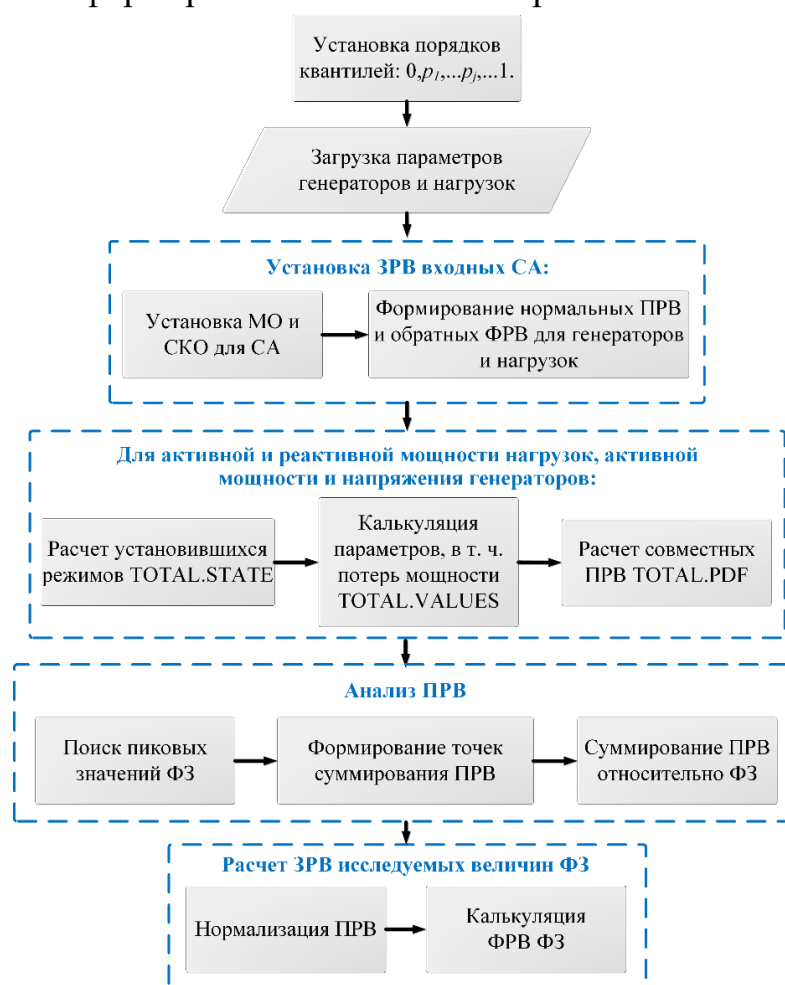 Установка порядков
квантилей: 0,p1,...pj,...1.
Загрузка параметров
генераторов и нагрузок
Установка ЗРВ входных СА:
Установка МО и
СКО для СА
Формирование нормальных ПРВ
и обратных ФРВ для генераторов
и нагрузок
Для активной и реактивной мощности нагрузок, активной
мощности и напряжения генераторов:
Расчет установившихся
режимов TOTAL.STATE
Калькуляция
параметров, в т. ч.
потерь мощности
TOTAL.VALUES
Расчет совместных
ПРВ TOTAL.PDF
Анализ ПРВ
Поиск пиковых
значений ФЗ
Формирование точек
суммирования ПРВ
Суммирование ПРВ
относительно ФЗ
Расчет ЗРВ исследуемых величин ФЗ
Нормализация ПРВ
Калькуляция
ФРВ ФЗ